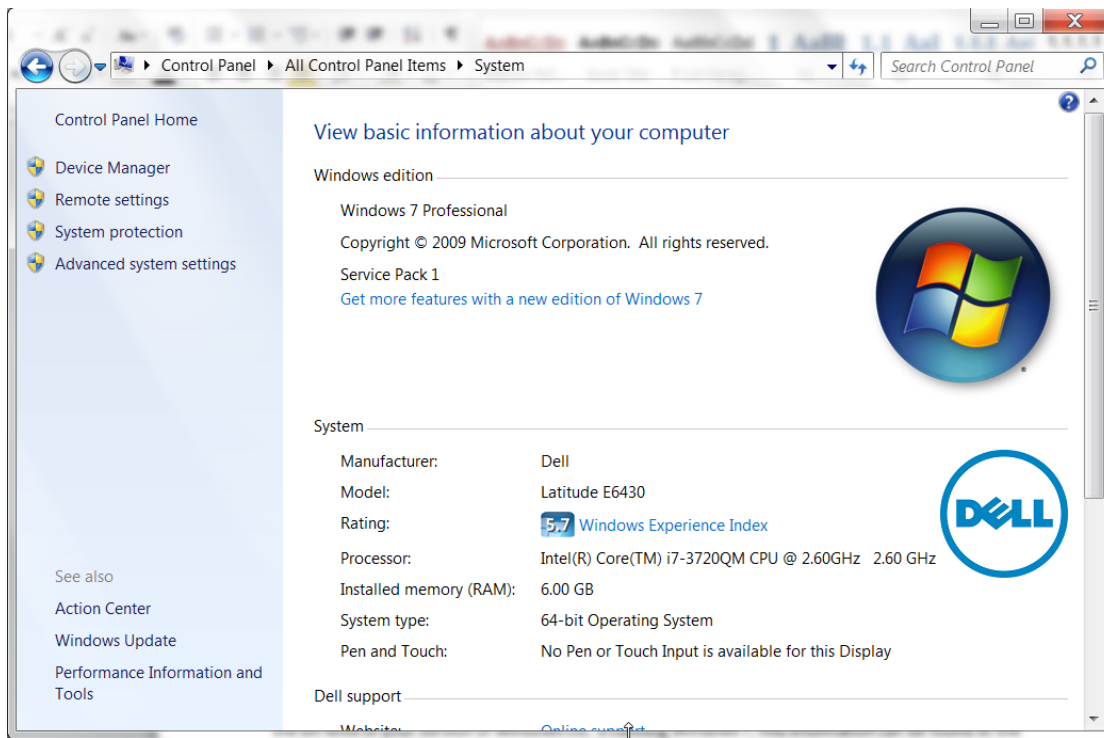 Control Panel ▸ All Control Panel Items ▸ System
Search Control Panel
Control Panel Home
Device Manager
Remote settings
System protection
Advanced system settings
See also
Action Center
Windows Update
Performance Information and
Tools
View basic information about your computer
Windows edition
Windows 7 Professional
Copyright © 2009 Microsoft Corporation. All rights reserved.
Service Pack 1
Get more features with a new edition of Windows 7
System
Manufacturer: Dell
Model: Latitude E6430
Rating: 5.7 Windows Experience Index
Processor: Intel(R) Core(TM) i7-3720QM CPU @ 2.60GHz 2.60 GHz
Installed memory (RAM): 6.00 GB
System type: 64-bit Operating System
Pen and Touch: No Pen or Touch Input is available for this Display
DELL
Dell support
Website: Online support